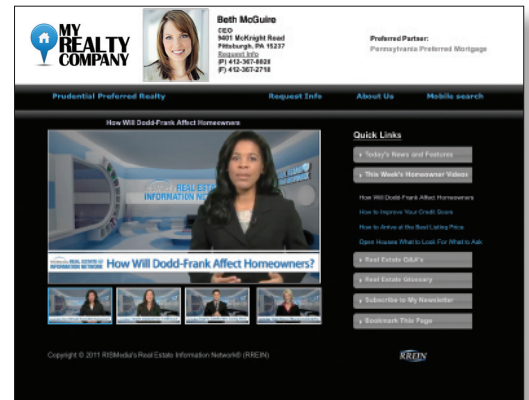 MY
REALTY
COMPANY
Beth McGuire
CEO
9401 McKnight Road
Pittsburgh, PA 15237
Request Info
(P) 412-367-8028
(F) 412-367-2718
Preferred Partner:
Pennsylvania Preferred Mortgage
Prudential Preferred Realty
Request Info
About Us
Mobile search
How Will Dodd-Frank Affect Homeowners
REAL ESTATE
INFORMATION NETWORK
REAL ESTATE
INFORMATION NETWORK
How Will Dodd-Frank Affect Homeowners?
Quick Links
Today's News and Features
This Week's Homeowner Videos
How Will Dodd-Frank Affect Homeowners
How to Improve Your Credit Score
How to Arrive at the Best Listing Price
Open Houses What to Look For What to Ask
Real Estate Q&A's
Real Estate Glossary
Subscribe to My Newsletter
Bookmark This Page
Copyright © 2011 RISMedia's Real Estate Information Network® (RREIN)
RREIN